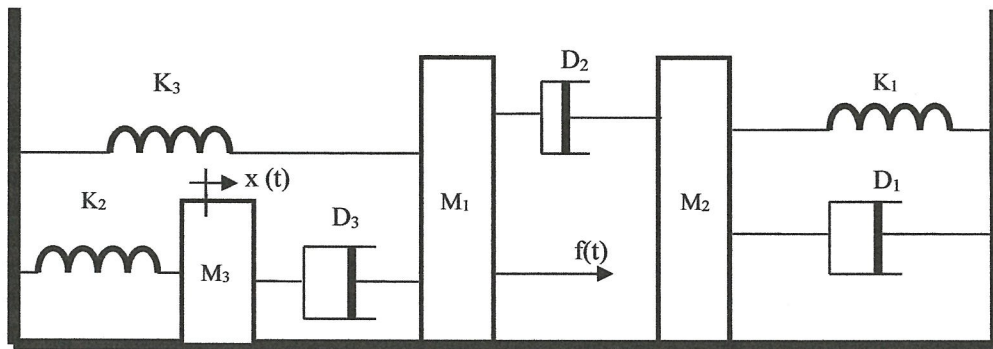 D₂
K₃
K₁
x (t)
K₂
D₁
D₃
M₁
M₂
M₃
f(t)